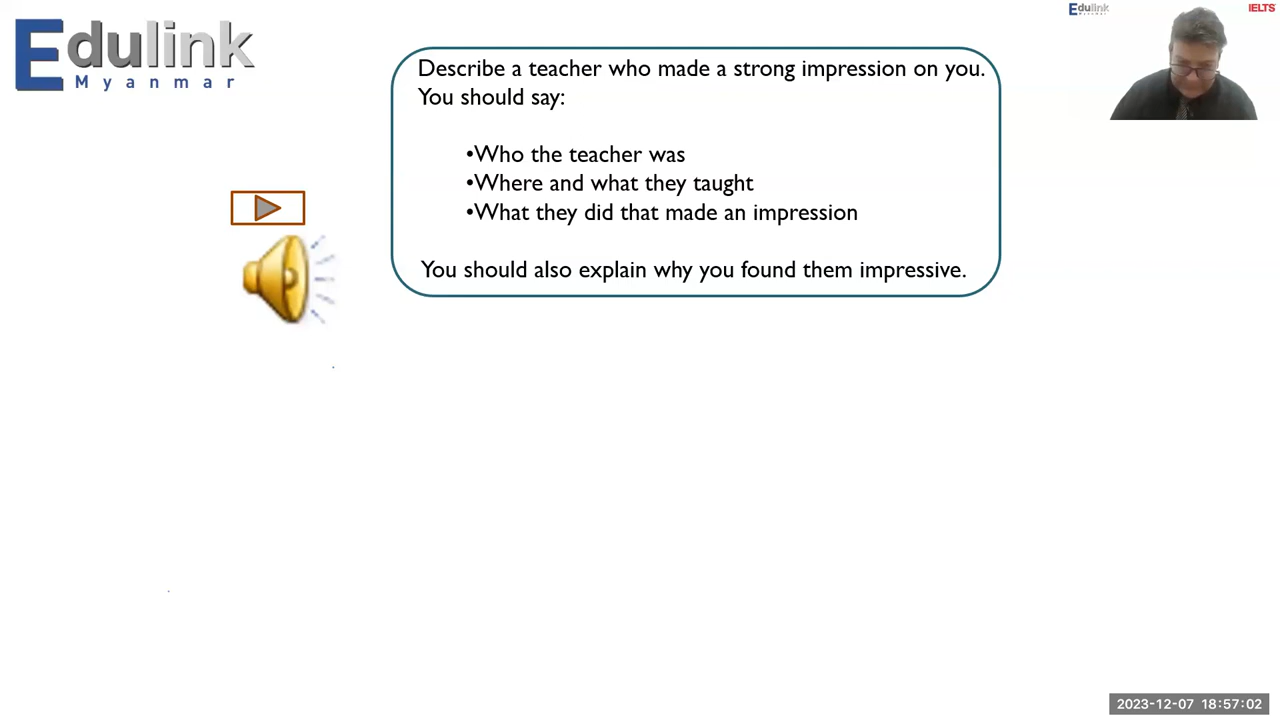 Edulink
Myanmar
Edulink
Myanmar
IELTS
Describe a teacher who made a strong impression on you.
You should say:
•Who the teacher was
•Where and what they taught
•What they did that made an impression
You should also explain why you found them impressive.
2023-12-07 18:57:02